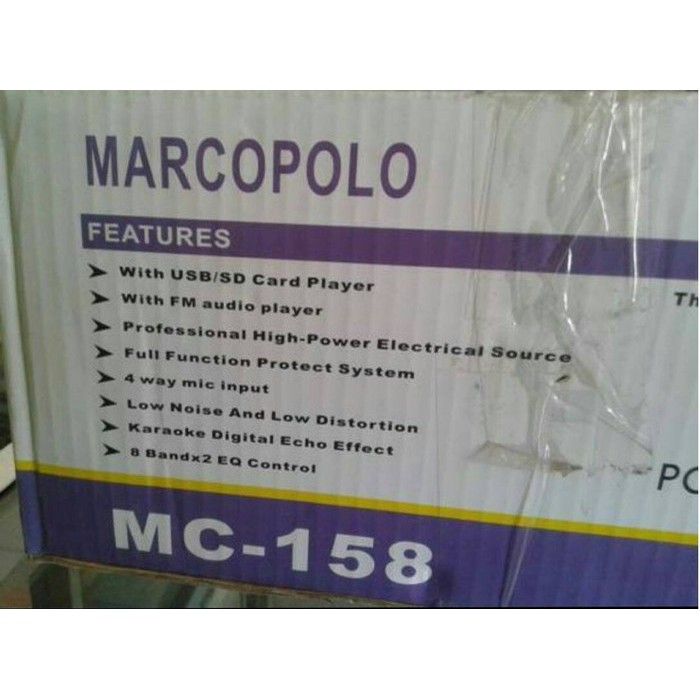 MARCOPOLO
FEATURES
With USB/SD Card Player
With FM audio player
Professional High-Power Electrical Source
Full Function Protect System
4 way mic input
Low Noise And Low Distortion
Karaoke Digital Echo Effect
8 Bandx2 EQ Control
Th
PO
MC-158